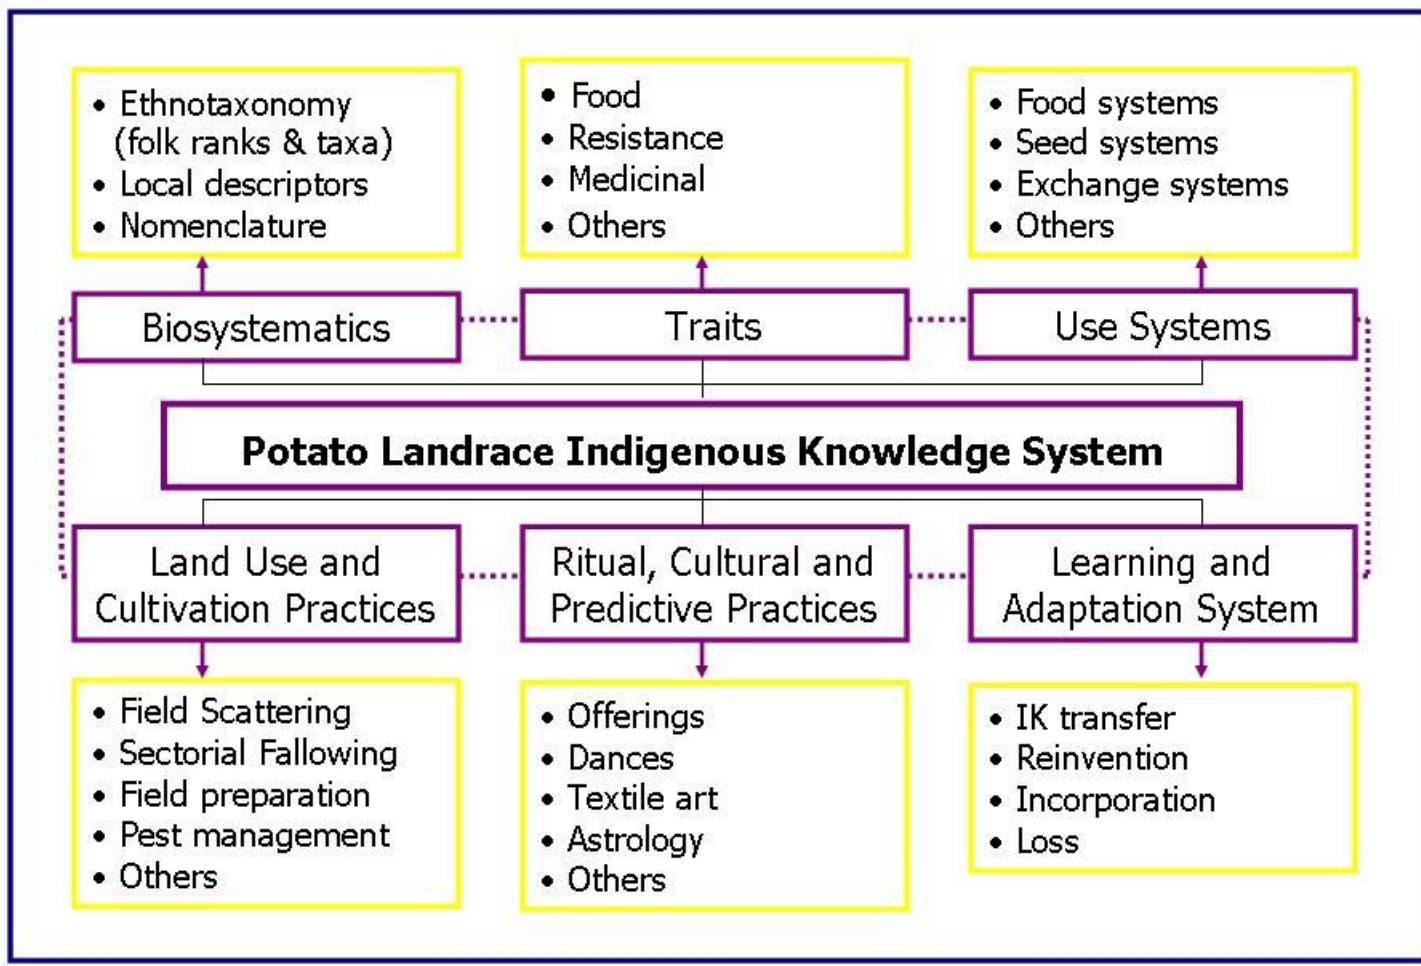 • Ethnotaxonomy
(folk ranks & taxa)
• Local descriptors
• Nomenclature
• Food
• Resistance
• Medicinal
• Others
• Food systems
• Seed systems
• Exchange systems
• Others
Biosystematics
Traits
Use Systems
Potato Landrace Indigenous Knowledge System
Land Use and
Cultivation Practices
Ritual, Cultural and
Predictive Practices
Learning and
Adaptation System
• Field Scattering
• Sectorial Fallowing
• Field preparation
• Pest management
• Others
• Offerings
• Dances
• Textile art
• Astrology
• Others
• IK transfer
• Reinvention
• Incorporation
• Loss